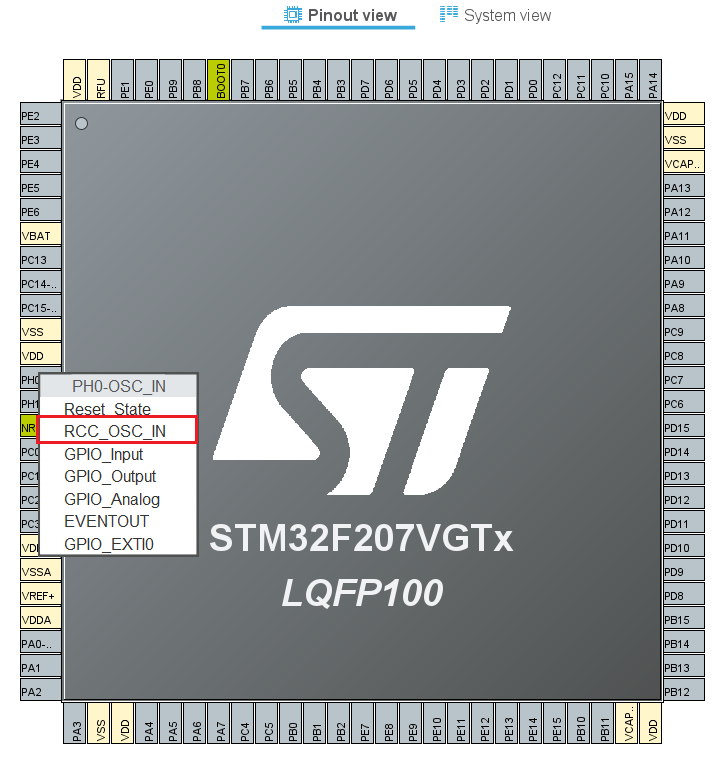 Pinout view
System view
VDD
RFU
PE1
PE0
PB9
PB8
BOOT0
PB7
PB6
PB5
PB4
PB3
PD7
PD6
PD5
PD4
PD3
PD2
PD1
PD0
PC12
PC11
PC10
PA15
PA14
PE2
PE3
PE4
PE5
PE6
VBAT
PC13
PC14-..
PC15-..
VSS
VDD
PH0
PH1
NR
PC0
PC1
PC2
PC3
VD
VSSA
VREF+
VDDA
PA0-..
PA1
PA2
PH0-OSC_IN
Reset_State
RCC_OSC_IN
GPIO_Input
GPIO_Output
GPIO_Analog
EVENTOUT
GPIO_EXTI0
STM32F207VGTx
LQFP100
VDD
VSS
VCAP..
PA13
PA12
PA11
PA10
PA9
PA8
PC9
PC8
PC7
PC6
PD15
PD14
PD13
PD12
PD11
PD10
PD9
PD8
PB15
PB14
PB13
PB12
PA3
VSS
VDD
PA4
PA5
PA6
PA7
PC4
PC5
PB0
PB1
PB2
PE7
PE8
PE9
PE10
PE11
PE12
PE13
PE14
PE15
PB10
PB11
VCAP..
VDD